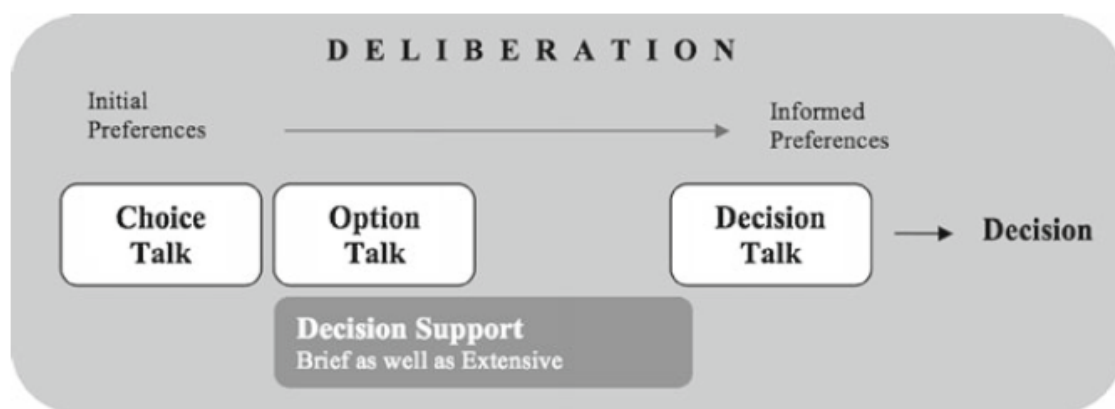 DELIBERATION
Initial
Preferences
Informed
Preferences
Choice
Talk
Option
Talk
Decision
Talk
Decision
Decision Support
Brief as well as Extensive